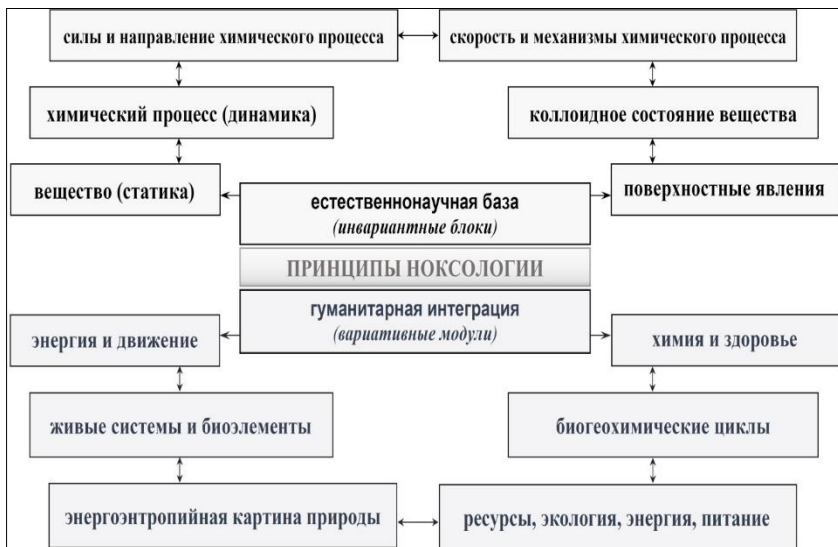 силы и направление химического процесса
скорость и механизмы химического процесса
химический процесс (динамика)
коллоидное состояние вещества
вещество (статика)
естественнонаучная база
(инвариантные блоки)
поверхностные явления
ПРИНЦИПЫ НОКСОЛОГИИ
энергия и движение
гуманитарная интеграция
(вариативные модули)
химия и здоровье
живые системы и биоэлементы
биогеохимические циклы
энергоэнтропийная картина природы
ресурсы, экология, энергия, питание